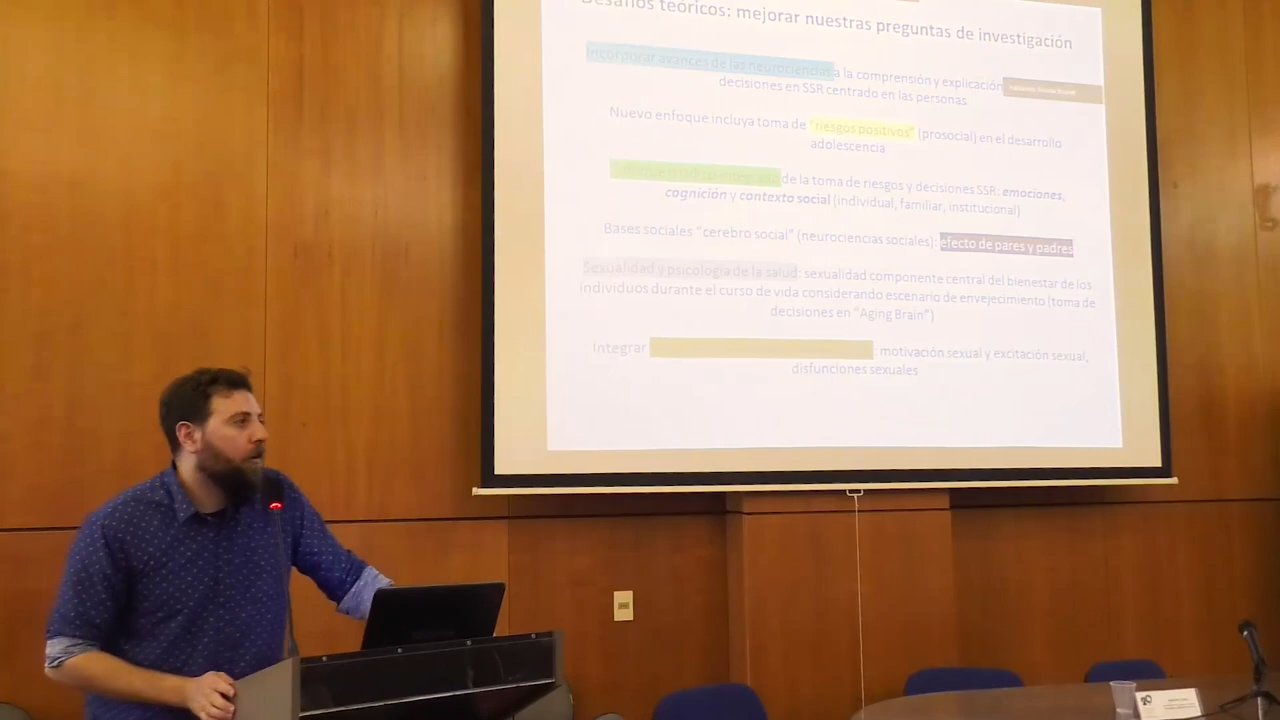 Desafíos teóricos: mejorar nuestras preguntas de investigación
Incorporar avances de las neurociencias a la comprensión y explicación
decisiones en SSR centrado en las personas
Nuevo enfoque incluya toma de "riesgos positivos" (prosocial) en el desarrollo
adolescencia
de la toma de riesgos y decisiones SSR: emociones,
cognición y contexto social (individual, familiar, institucional)
Bases sociales "cerebro social" (neurociencias sociales): efecto de pares y padres
Sexualidad y psicología de la salud: sexualidad componente central del bienestar de los
individuos durante el curso de vida considerando escenario de envejecimiento (toma de
decisiones en "Aging Brain")
Integrar : motivación sexual y excitación sexual,
disfunciones sexuales